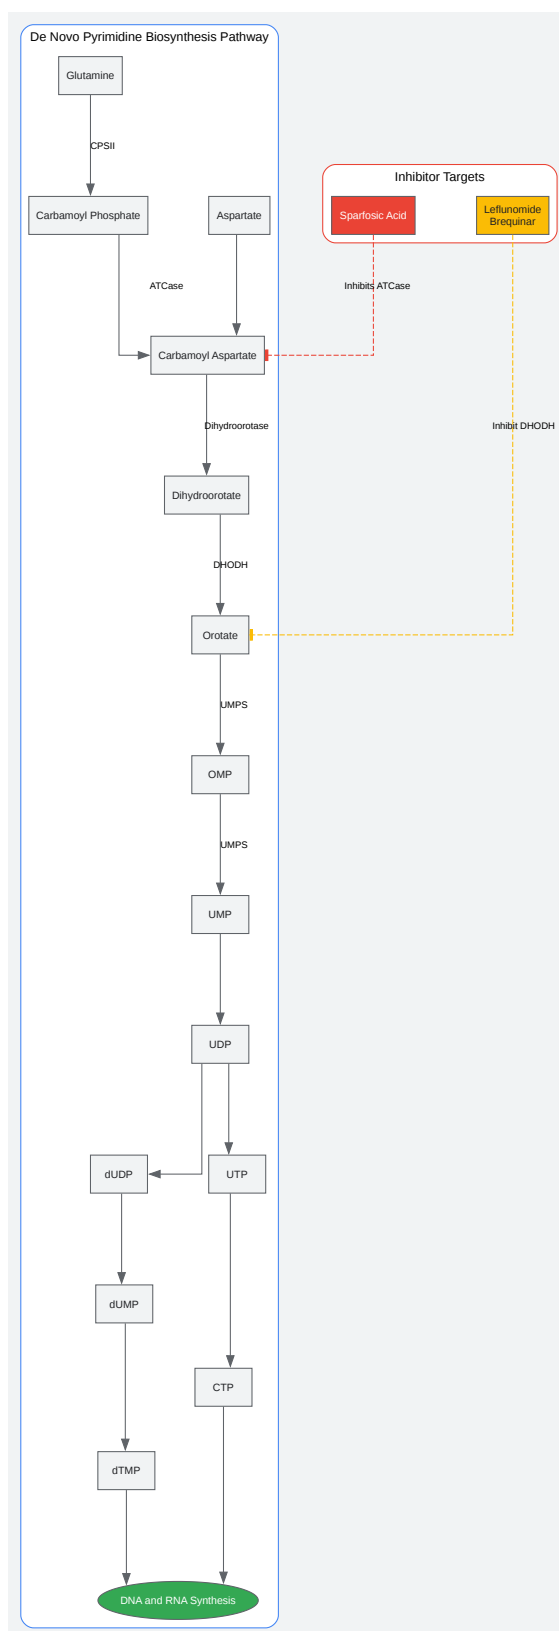 De Novo Pyrimidine Biosynthesis Pathway
Glutamine
CPSII
Inhibitor Targets
Carbamoyl Phosphate
Aspartate
Sparfosic Acid
Leflunomide
Brequinar
ATCase
Inhibits ATCase
Carbamoyl Aspartate
Dihydroorotase
Inhibit DHODH
Dihydroorotate
DHODH
Orotate
UMPS
OMP
UMPS
UMP
UDP
dUDP
UTP
dUMP
CTP
dTMP
DNA and RNA Synthesis